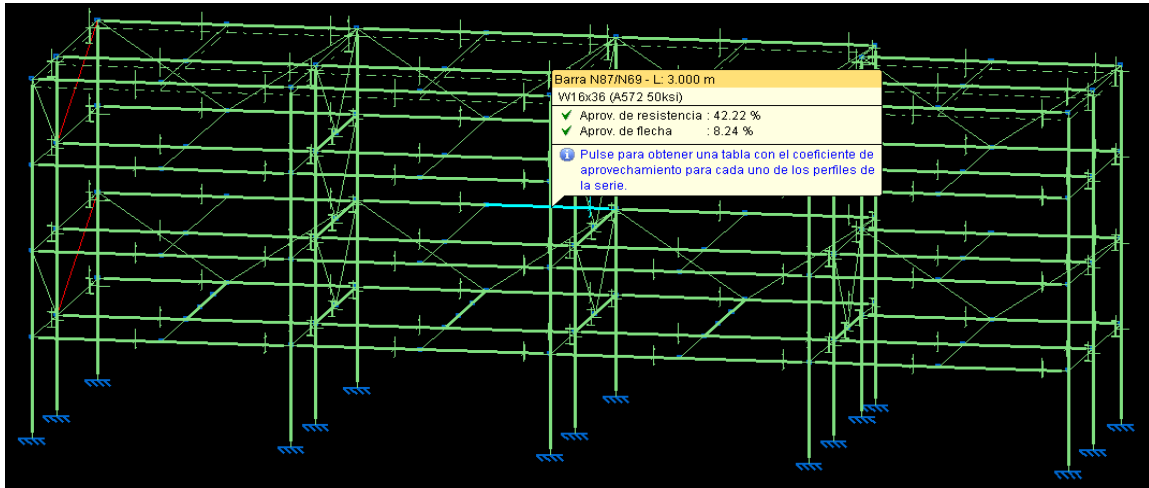 Barra N87/N69 - L: 3.000 m
W16x36 (A572 50ksi)
Aprov. de resistencia : 42.22 %
Aprov. de flecha : 8.24 %
Pulse para obtener una tabla con el coeficiente de
aprovechamiento para cada uno de los perfiles de
la serie.